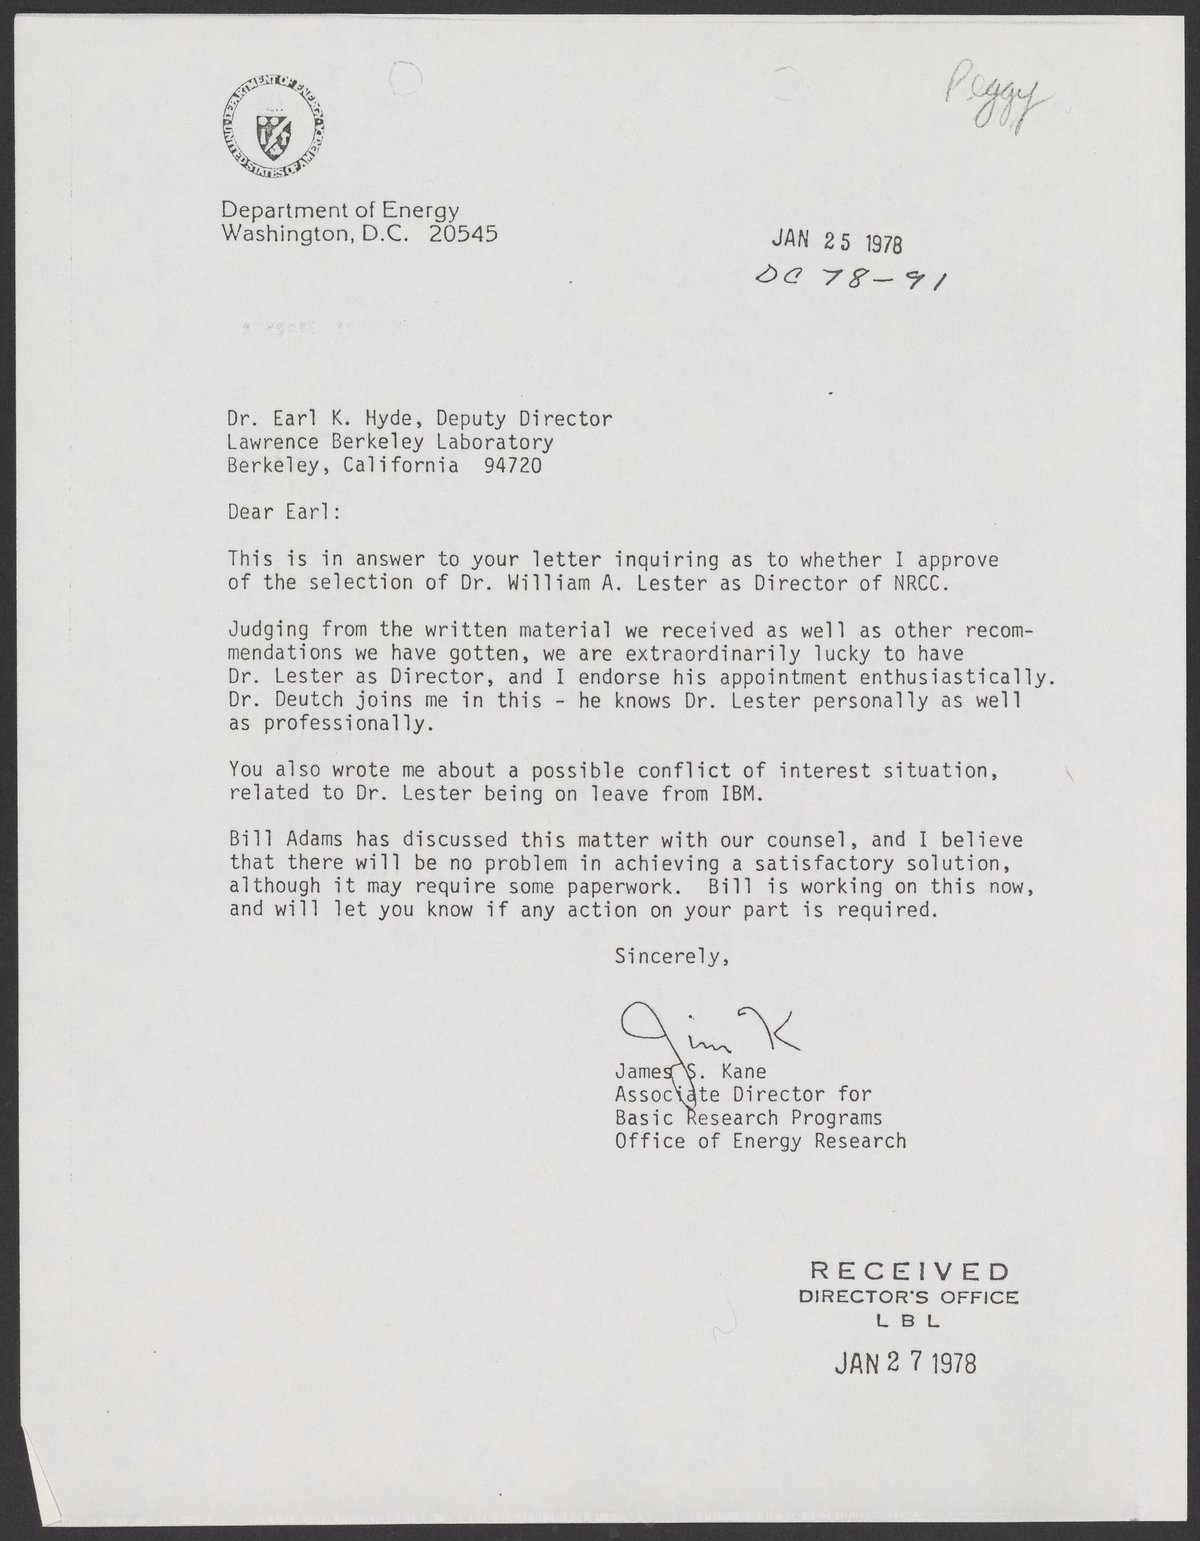 Peggy
DEPARTMENT OF ENERGY
UNITED STATES OF AMERICA
Department of Energy
Washington, D.C. 20545
JAN 25 1978
DC 78-91
Dr. Earl K. Hyde, Deputy Director
Lawrence Berkeley Laboratory
Berkeley, California 94720
Dear Earl:
This is in answer to your letter inquiring as to whether I approve
of the selection of Dr. William A. Lester as Director of NRCC.
Judging from the written material we received as well as other recom-
mendations we have gotten, we are extraordinarily lucky to have
Dr. Lester as Director, and I endorse his appointment enthusiastically.
Dr. Deutch joins me in this - he knows Dr. Lester personally as well
as professionally.
You also wrote me about a possible conflict of interest situation,
related to Dr. Lester being on leave from IBM.
Bill Adams has discussed this matter with our counsel, and I believe
that there will be no problem in achieving a satisfactory solution,
although it may require some paperwork. Bill is working on this now,
and will let you know if any action on your part is required.
Sincerely,
Jim K
James S. Kane
Associate Director for
Basic Research Programs
Office of Energy Research
RECEIVED
DIRECTOR'S OFFICE
LBL
JAN 27 1978